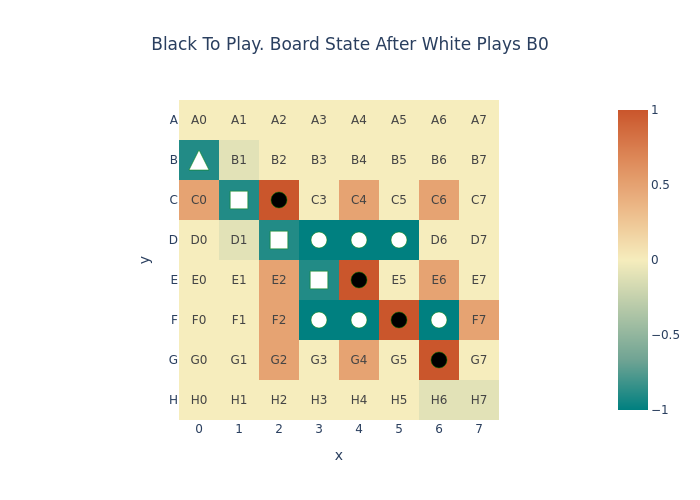 Black To Play. Board State After White Plays B0
A A0 A1 A2 A3 A4 A5 A6 A7
B B1 B2 B3 B4 B5 B6 B7
C C0 C3 C4 C5 C6 C7
D D0 D1 D6 D7
E E0 E1 E2 E5 E6 E7
F F0 F1 F2 F7
G G0 G1 G2 G3 G4 G5 G7
H H0 H1 H2 H3 H4 H5 H6 H7
0 1 2 3 4 5 6 7
x
y
1
0.5
0
−0.5
−1